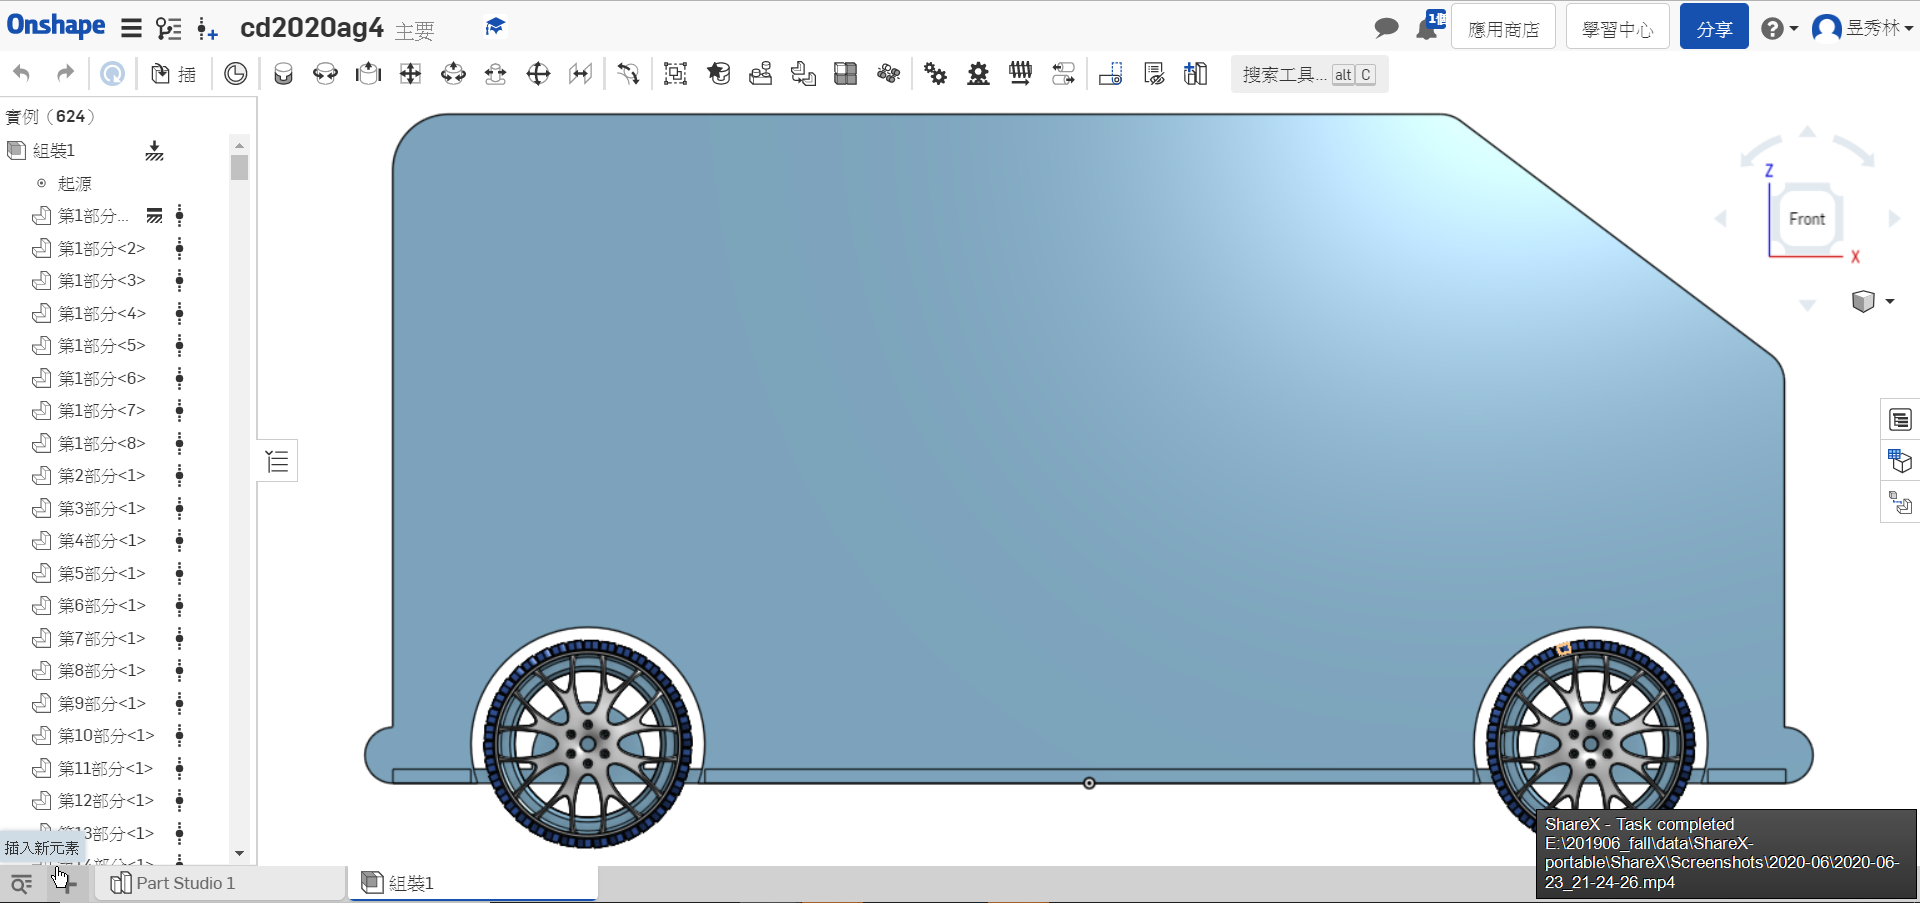 Onshape
cd2020ag4 主要
1個
應用商店
學習中心
分享
昱秀林
插
搜索工具... alt C
實例（624）
組裝1
起源
第1部分...
第1部分<2>
第1部分<3>
第1部分<4>
第1部分<5>
第1部分<6>
第1部分<7>
第1部分<8>
第2部分<1>
第3部分<1>
第4部分<1>
第5部分<1>
第6部分<1>
第7部分<1>
第8部分<1>
第9部分<1>
第10部分<1>
第11部分<1>
第12部分<1>
13部分<1>
插入新元素
Part Studio 1
組裝1
Z
Front
X
ShareX - Task completed
E:\201906_fall\data\ShareX-
portable\ShareX\Screenshots\2020-06\2020-06-
23_21-24-26.mp4